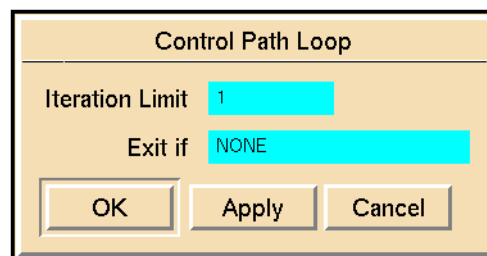 Control Path Loop
Iteration Limit 1
Exit if NONE
OK Apply Cancel